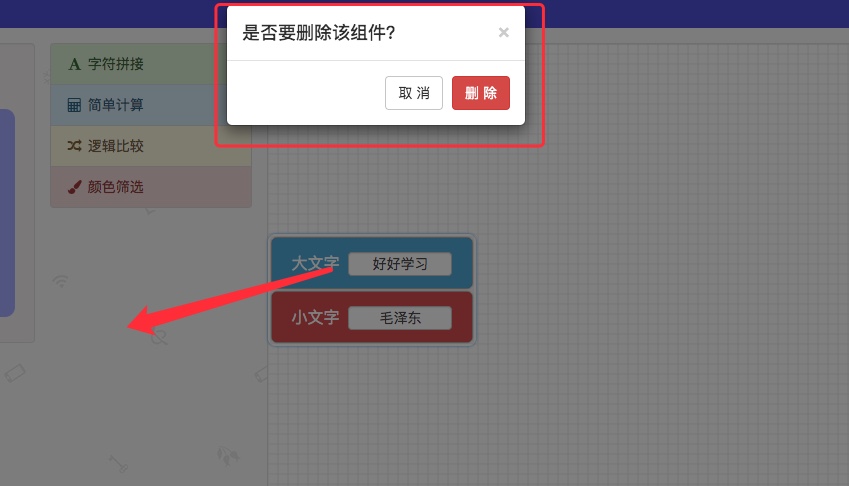 是否要删除该组件?
×
取 消
删 除
字符拼接
简单计算
逻辑比较
颜色筛选
大文字 好好学习
小文字 毛泽东